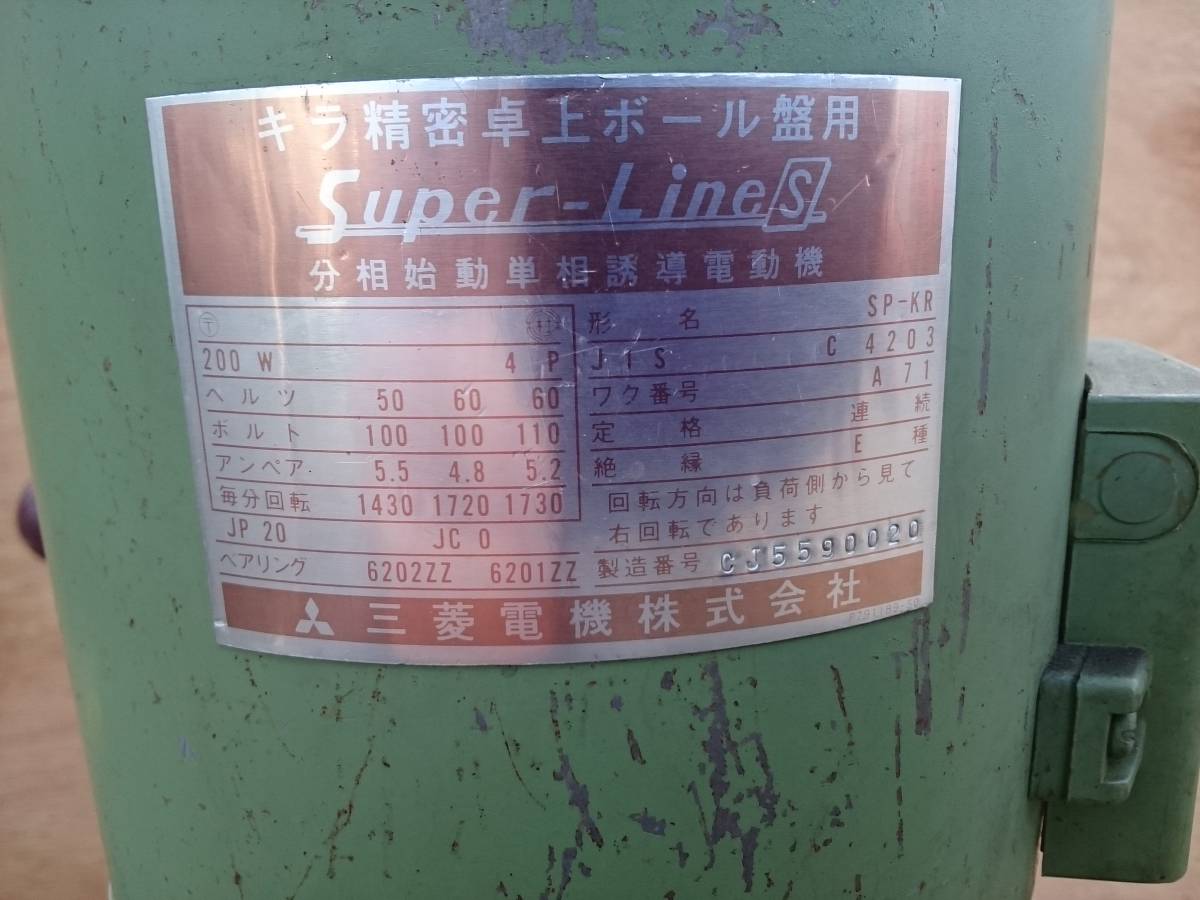 キラ精密卓上ボール盤用
Super-Line S
分相始動単相誘導電動機
〒
200 W 4 P
ヘルツ 50 60 60
ボルト 100 100 110
アンペア 5.5 4.8 5.2
毎分回転 1430 1720 1730
JP 20 JC 0
ベアリング 6202ZZ 6201ZZ
形名 SP-KR
JIS C 4203
ワク番号 A 71
定格 連続
絶縁 E 種
回転方向は負荷側から見て
右回転であります
製造番号 CJ5590020
三菱電機株式会社